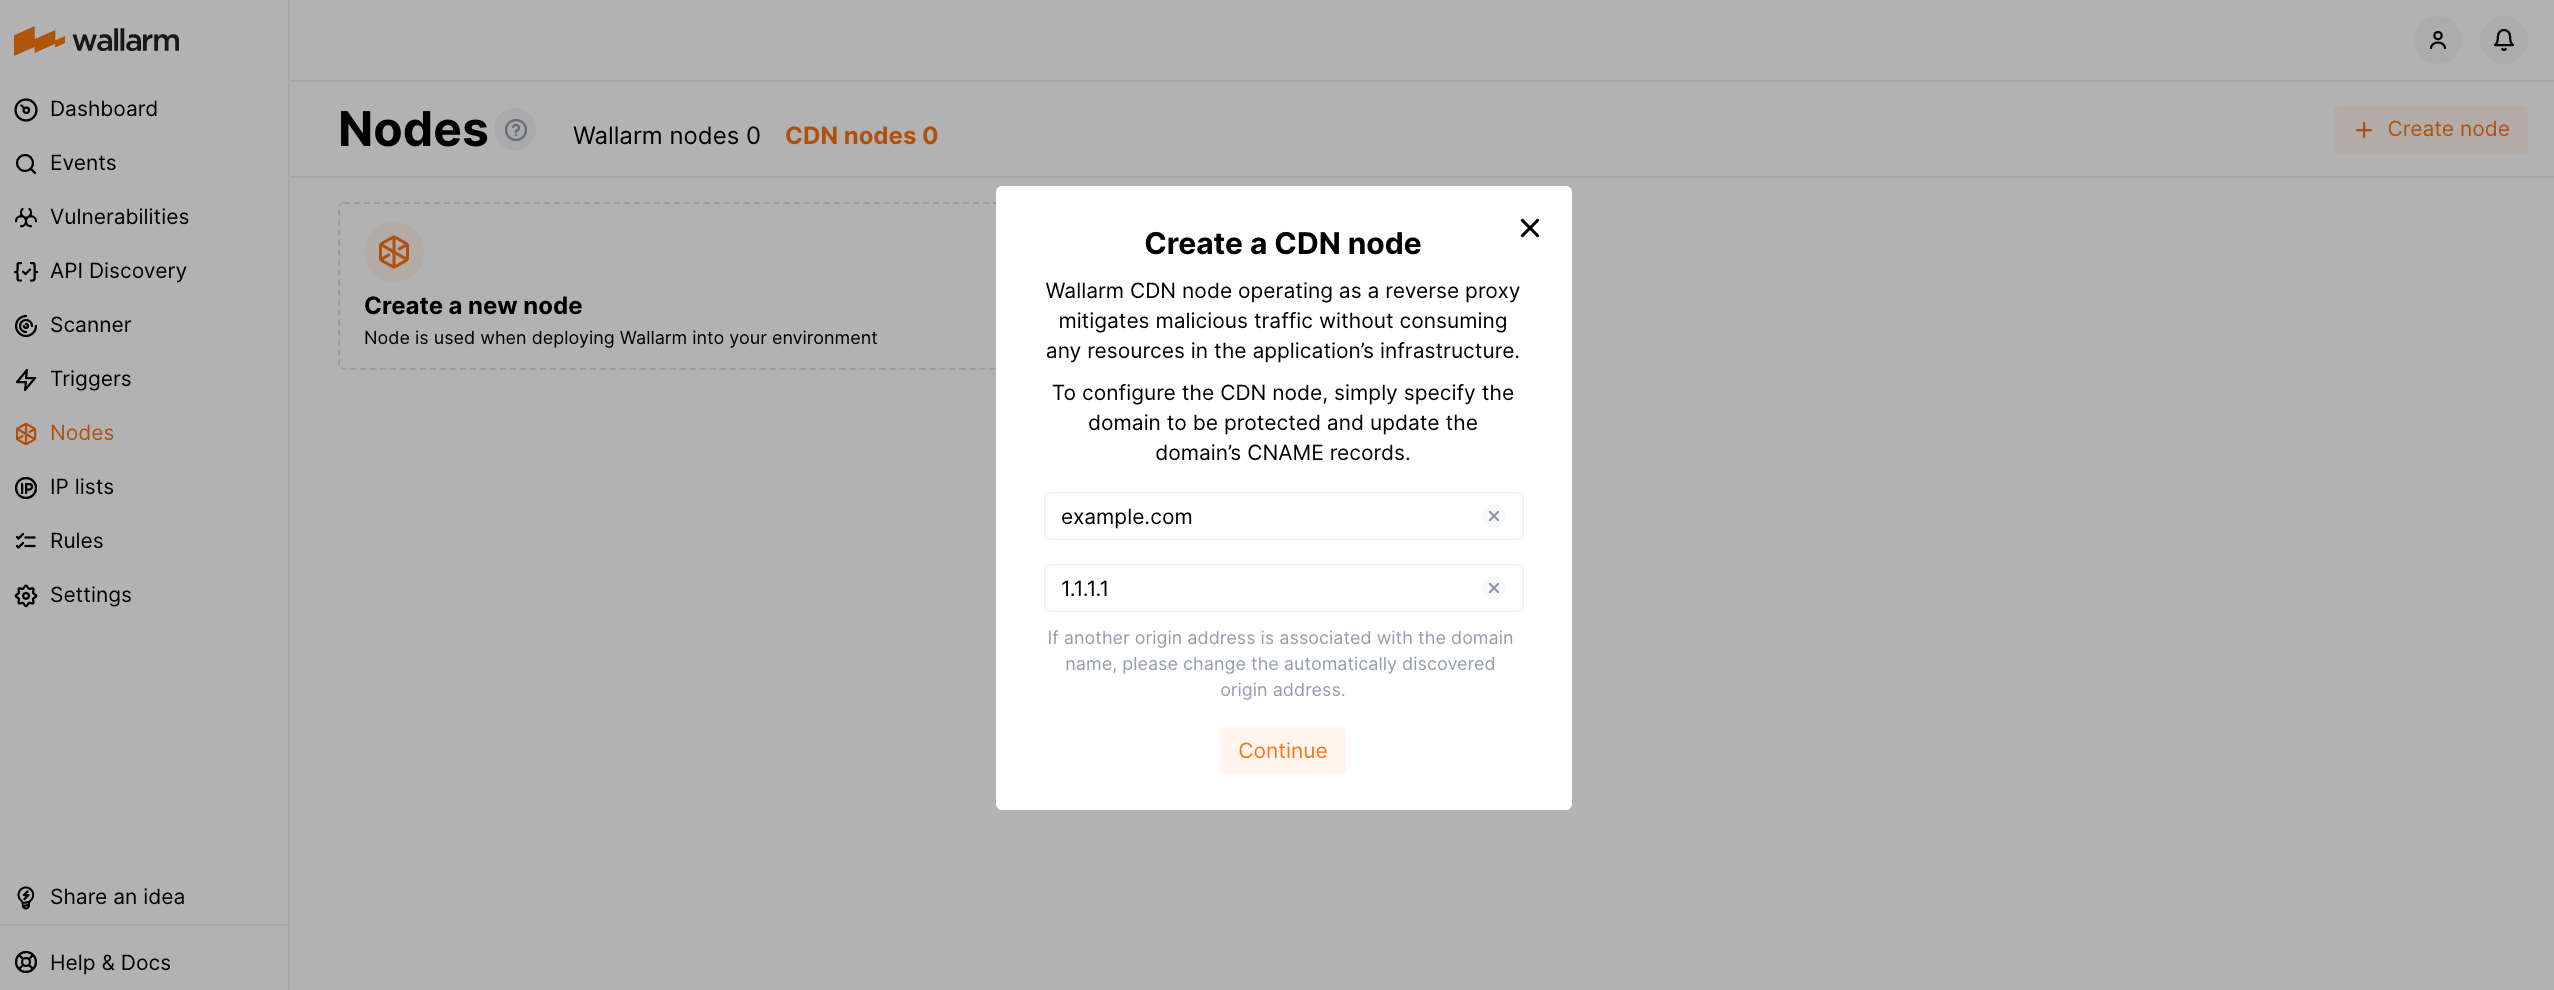 wallarm
Dashboard
Events
Vulnerabilities
API Discovery
Scanner
Triggers
Nodes
IP lists
Rules
Settings
Share an idea
Help & Docs
Nodes ?
Wallarm nodes 0
CDN nodes 0
+ Create node
Create a new node
Node is used when deploying Wallarm into your environment
Create a CDN node
Wallarm CDN node operating as a reverse proxy
mitigates malicious traffic without consuming
any resources in the application’s infrastructure.
To configure the CDN node, simply specify the
domain to be protected and update the
domain’s CNAME records.
example.com
1.1.1.1
If another origin address is associated with the domain
name, please change the automatically discovered
origin address.
Continue